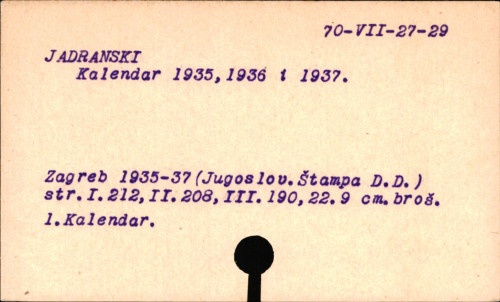 70-VII-27-29
JADRANSKI
Kalendar 1935,1936 i 1937.
Zagreb 1935-37(Jugoslov.Štampa D.D.)
str.I.212,II.208,III.190,22.9 cm.broš.
1.Kalendar.